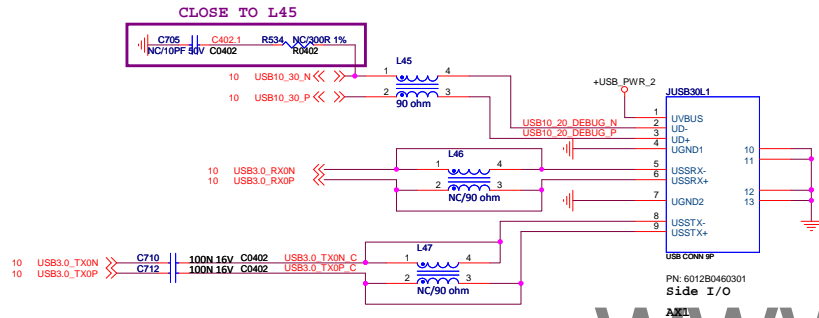 CLOSE TO L45
C705 C402.1 R534 NC/300R 1%
NC/10PF 50V C0402 R0402
L45
10 USB10_30_N 1 4
10 USB10_30_P 2 3
90 ohm
+USB_PWR_2
JUSB30L1
1 UVBUS
USB10_20_DEBUG_N 2 UD-
USB10_20_DEBUG_P 3 UD+
4 UGND1
10
11
L46
10 USB3.0_RX0N 1 4 5 USSRX-
10 USB3.0_RX0P 2 3 6 USSRX+
NC/90 ohm
12
7 UGND2 13
8 USSTX-
9 USSTX+
L47
10 USB3.0_TX0N C710 100N 16V C0402 USB3.0_TX0N_C 1 4
10 USB3.0_TX0P C712 100N 16V C0402 USB3.0_TX0P_C 2 3
NC/90 ohm
USB CONN 9P
PN: 6012B0460301
Side I/O
AX1